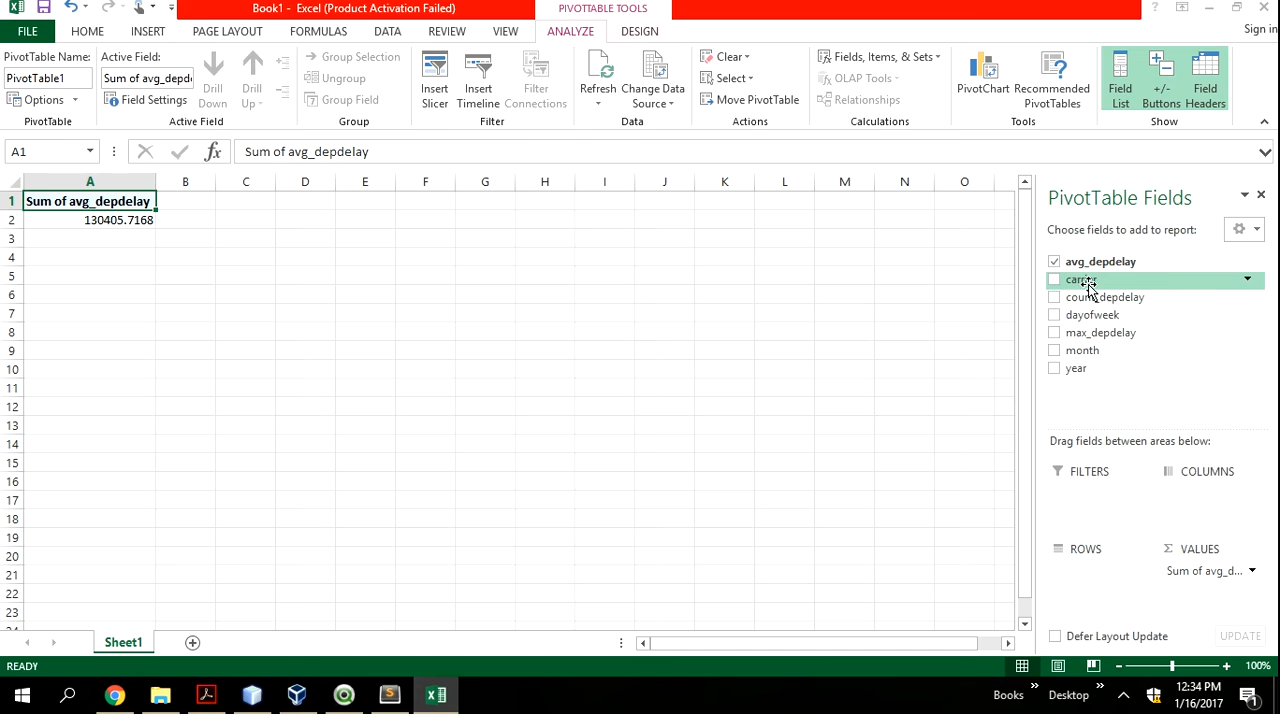 Book1 - Excel (Product Activation Failed)
PIVOTTABLE TOOLS
?
FILE
HOME
INSERT
PAGE LAYOUT
FORMULAS
DATA
REVIEW
VIEW
ANALYZE
DESIGN
Sign in
PivotTable Name:
PivotTable1
Options
PivotTable
Active Field:
Sum of avg_depd
Field Settings
Drill Down
Drill Up
Active Field
Group Selection
Ungroup
Group Field
Group
Insert Slicer
Insert Timeline
Filter Connections
Filter
Refresh
Change Data Source
Data
Clear
Select
Move PivotTable
Actions
Fields, Items, & Sets
OLAP Tools
Relationships
Calculations
PivotChart
Recommended PivotTables
Tools
Field List
+/- Buttons
Field Headers
Show
A1
fx
Sum of avg_depdelay
A B C D E F G H I J K L M N O
1 Sum of avg_depdelay
2 130405.7168
3
4
5
6
7
8
9
10
11
12
13
14
15
16
17
18
19
20
21
22
23
PivotTable Fields
Choose fields to add to report:
avg_depdelay
carrier
count_depdelay
dayofweek
max_depdelay
month
year
Drag fields between areas below:
FILTERS
COLUMNS
ROWS
Σ VALUES
Sum of avg_d...
Defer Layout Update
UPDATE
Sheet1
READY
100%
Books
Desktop
12:34 PM
1/16/2017
1